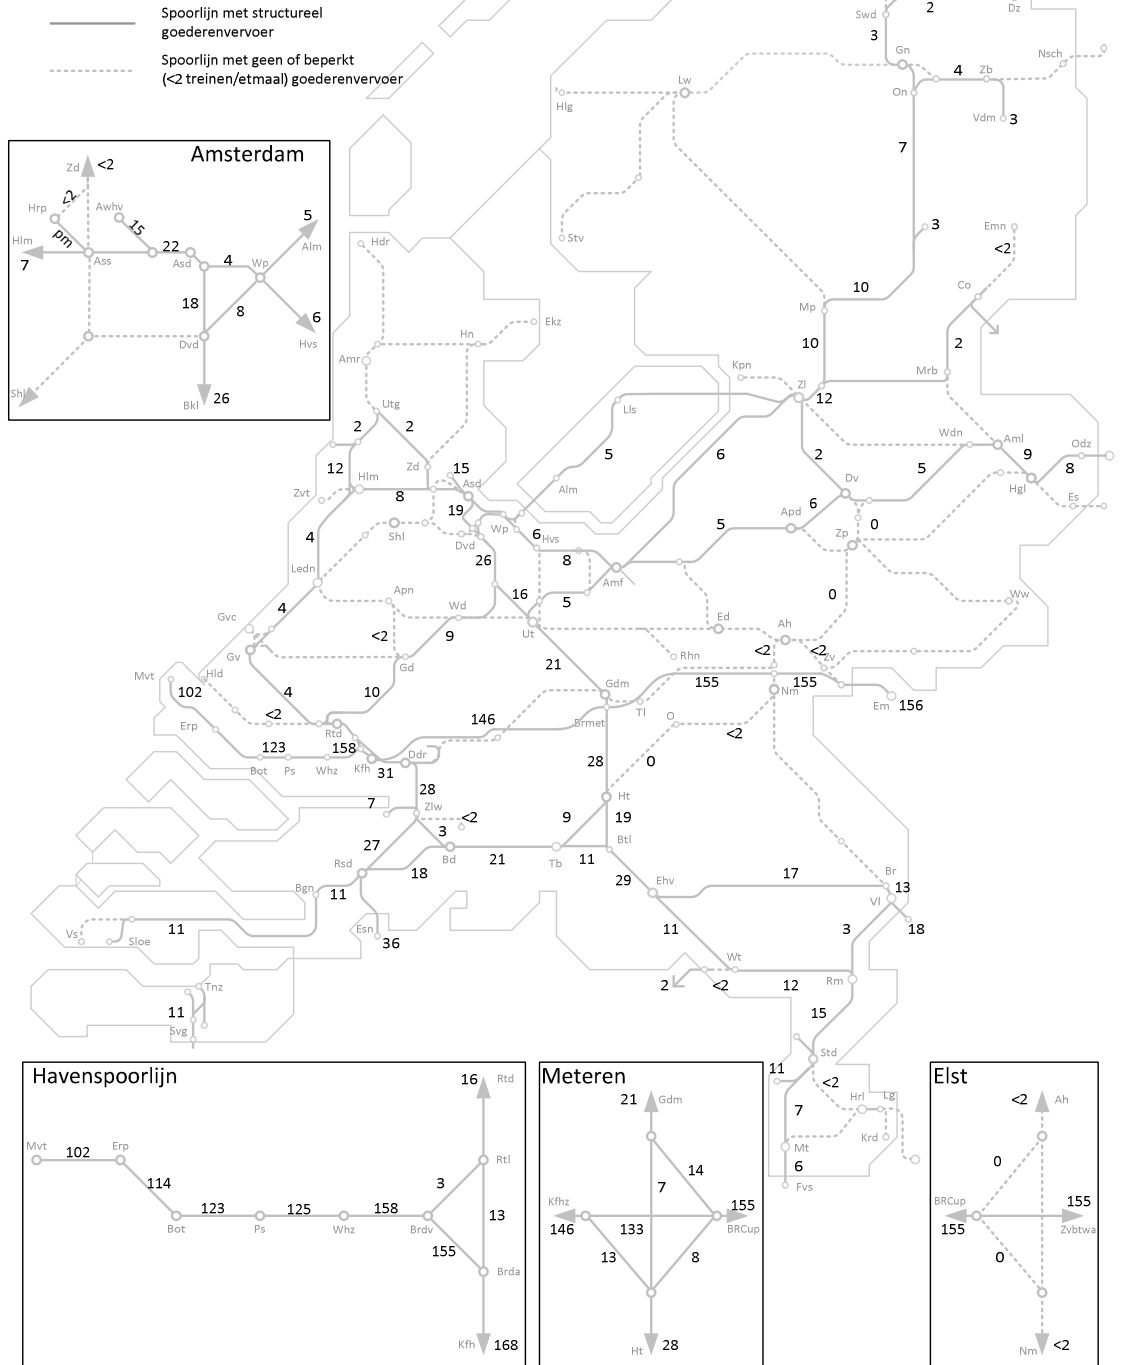 Spoorlijn met structureel
goederenvervoer
Spoorlijn met geen of beperkt
(<2 treinen/etmaal) goederenvervoer
Swd
2
Dz
3
Gn
4
Zb
Nsch
On
Vdm
3
Hlg
Lw
7
Stv
3
Emn
<2
Co
Mp
10
10
2
Mrb
Kpn
Zl
12
Amsterdam
Zd
<2
Hrp
<2
Awhv
15
pm
5
Alm
Hlm
7
Ass
22
Asd
4
Wp
18
8
6
Hvs
Dvd
Shl
Bkl
26
Hdr
Hn
Ekz
Amr
Utg
2
2
Zd
12
Hlm
8
15
Asd
Zvt
19
Lls
5
Alm
6
2
Wdn
Aml
9
Odz
8
5
Dv
Hgl
Es
6
Apd
5
0
Zp
4
Shl
Dvd
Wp
6
Hvs
8
26
Ledn
Amf
Apn
16
5
0
Ww
4
Wd
Gvc
<2
9
Ut
Ed
Ah
<2
<2
Zv
Gv
Gd
21
Rhn
Mvt
102
Hld
4
10
Gdm
155
155
Nm
Em
156
Tl
Erp
<2
Rtd
146
Brmet
O
<2
123
158
Bot
Ps
Whz
Kfh
31
Ddr
28
0
28
7
Zlw
<2
Ht
3
9
19
27
Bd
21
Tb
11
Btl
Rsd
18
29
Ehv
17
Br
13
Bgn
11
Vl
18
Vs
11
Sloe
Esn
36
11
3
Wt
2
<2
12
Rm
Tnz
11
Svg
15
Std
11
<2
7
Hrl
Lg
Krd
Mt
6
Fvs
Havenspoorlijn
16
Rtd
Mvt
102
Erp
Rtl
114
3
123
125
158
13
Bot
Ps
Whz
Brdv
155
Brda
Kfh
168
Meteren
21
Gdm
14
7
Kfhz
155
146
133
BRCup
13
8
Ht
28
Elst
<2
Ah
0
BRCup
155
155
Zvbtwa
0
Nm
<2